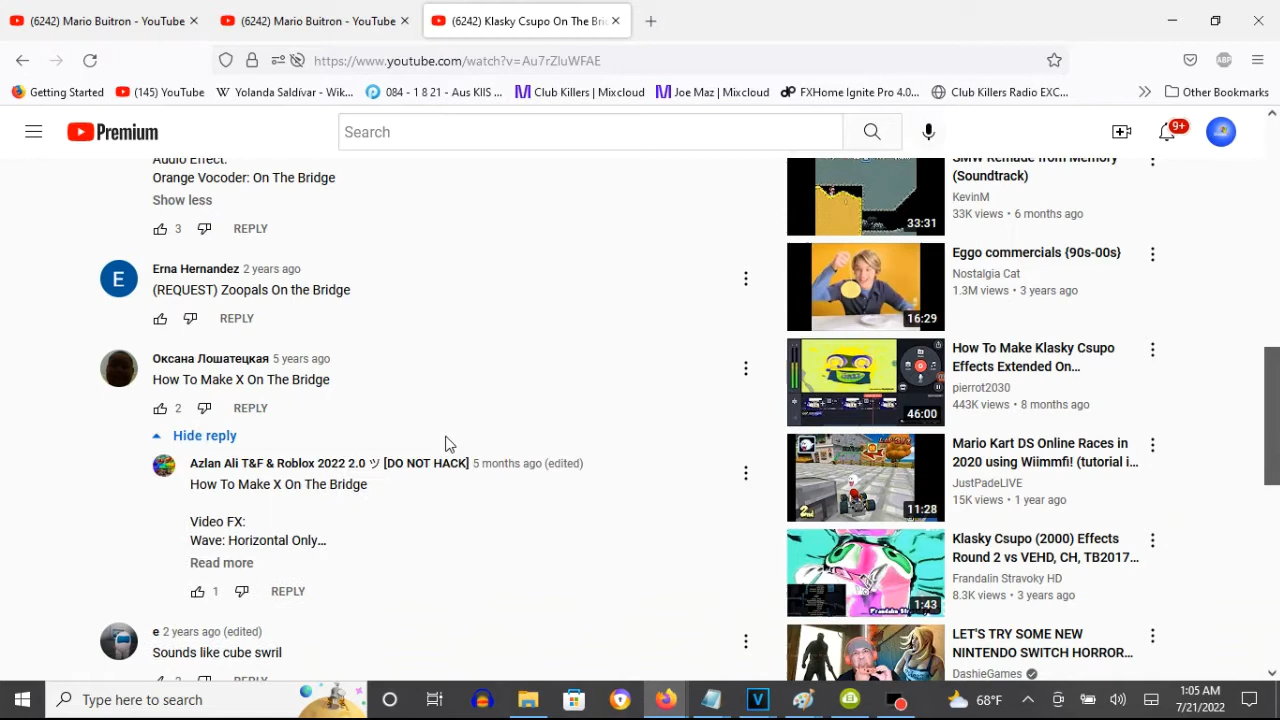 (6242) Mario Buitron - YouTube
(6242) Mario Buitron - YouTube
(6242) Klasky Csupo On The Bri
https://www.youtube.com/watch?v=Au7rZluWFAE
ABP
Getting Started
(145) YouTube
Yolanda Saldívar - Wik...
084 - 1 8 21 - Aus KIIS ...
Club Killers | Mixcloud
Joe Maz | Mixcloud
FXHome Ignite Pro 4.0...
Club Killers Radio EXC...
Other Bookmarks
Premium
Search
9+
Audio Effect:
Orange Vocoder: On The Bridge
Show less
3 REPLY
Erna Hernandez 2 years ago
E
(REQUEST) Zoopals On the Bridge
REPLY
Оксана Лошатецкая 5 years ago
How To Make X On The Bridge
2 REPLY
Hide reply
Azlan Ali T&F & Roblox 2022 2.0 ツ [DO NOT HACK] 5 months ago (edited)
How To Make X On The Bridge
Video FX:
Wave: Horizontal Only...
Read more
1 REPLY
e 2 years ago (edited)
Sounds like cube swril
REPLY
SMW Remade from Memory
(Soundtrack)
KevinM
33K views • 6 months ago
33:31
Eggo commercials {90s-00s}
Nostalgia Cat
1.3M views • 3 years ago
16:29
How To Make Klasky Csupo
Effects Extended On...
pierrot2030
443K views • 8 months ago
46:00
Mario Kart DS Online Races in
2020 using Wiimmfi! (tutorial i...
JustPadeLIVE
15K views • 1 year ago
2nd
11:28
Klasky Csupo (2000) Effects
Round 2 vs VEHD, CH, TB2017...
Frandalin Stravoky HD
8.3K views • 3 years ago
Frandalin Stravoky HD
1:43
LET'S TRY SOME NEW
NINTENDO SWITCH HORROR...
DashieGames
Type here to search
V
68°F
1:05 AM
7/21/2022